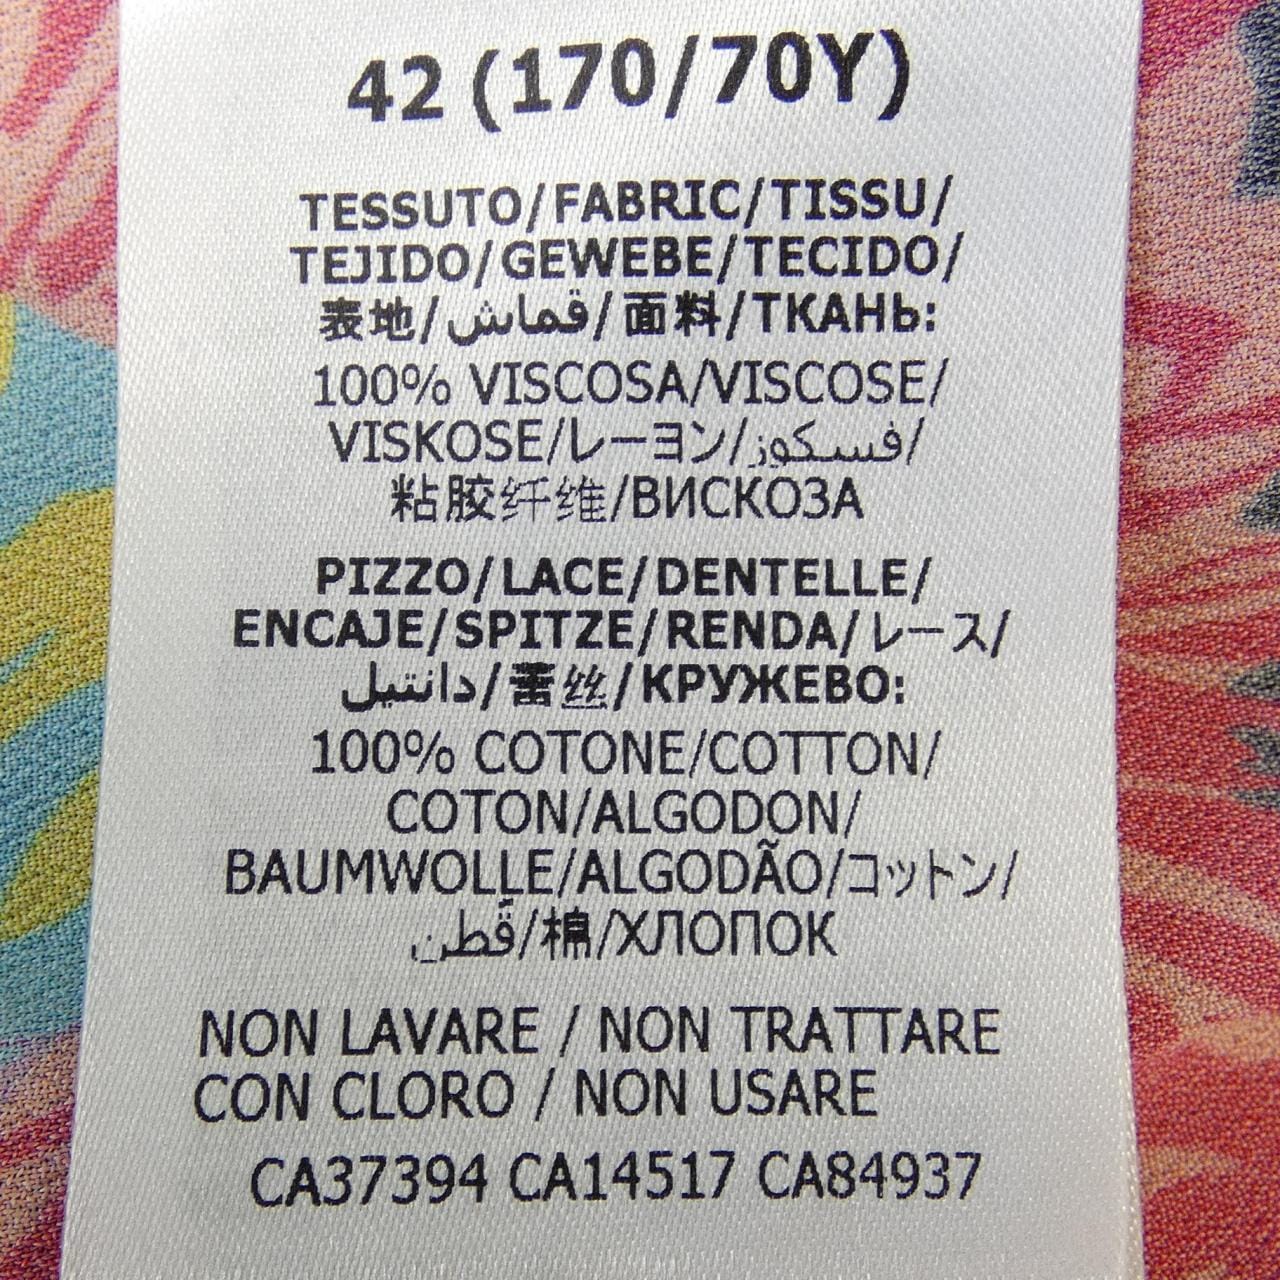 42 (170/70Y)
TESSUTO/FABRIC/TISSU/
TEJIDO/GEWEBE/TECIDO/
表地/قماش/面料/ТКАНЬ:
100% VISCOSA/VISCOSE/
VISKOSE/レーヨン/فسكوز/
粘胶纤维/ВИСКОЗА
PIZZO/LACE/DENTELLE/
ENCAJE/SPITZE/RENDA/レース/
دانتيل/蕾丝/КРУЖЕВО:
100% COTONE/COTTON/
COTON/ALGODON/
BAUMWOLLE/ALGODÃO/コットン/
قطن/棉/ХЛОПОК
NON LAVARE / NON TRATTARE
CON CLORO / NON USARE
CA37394 CA14517 CA84937